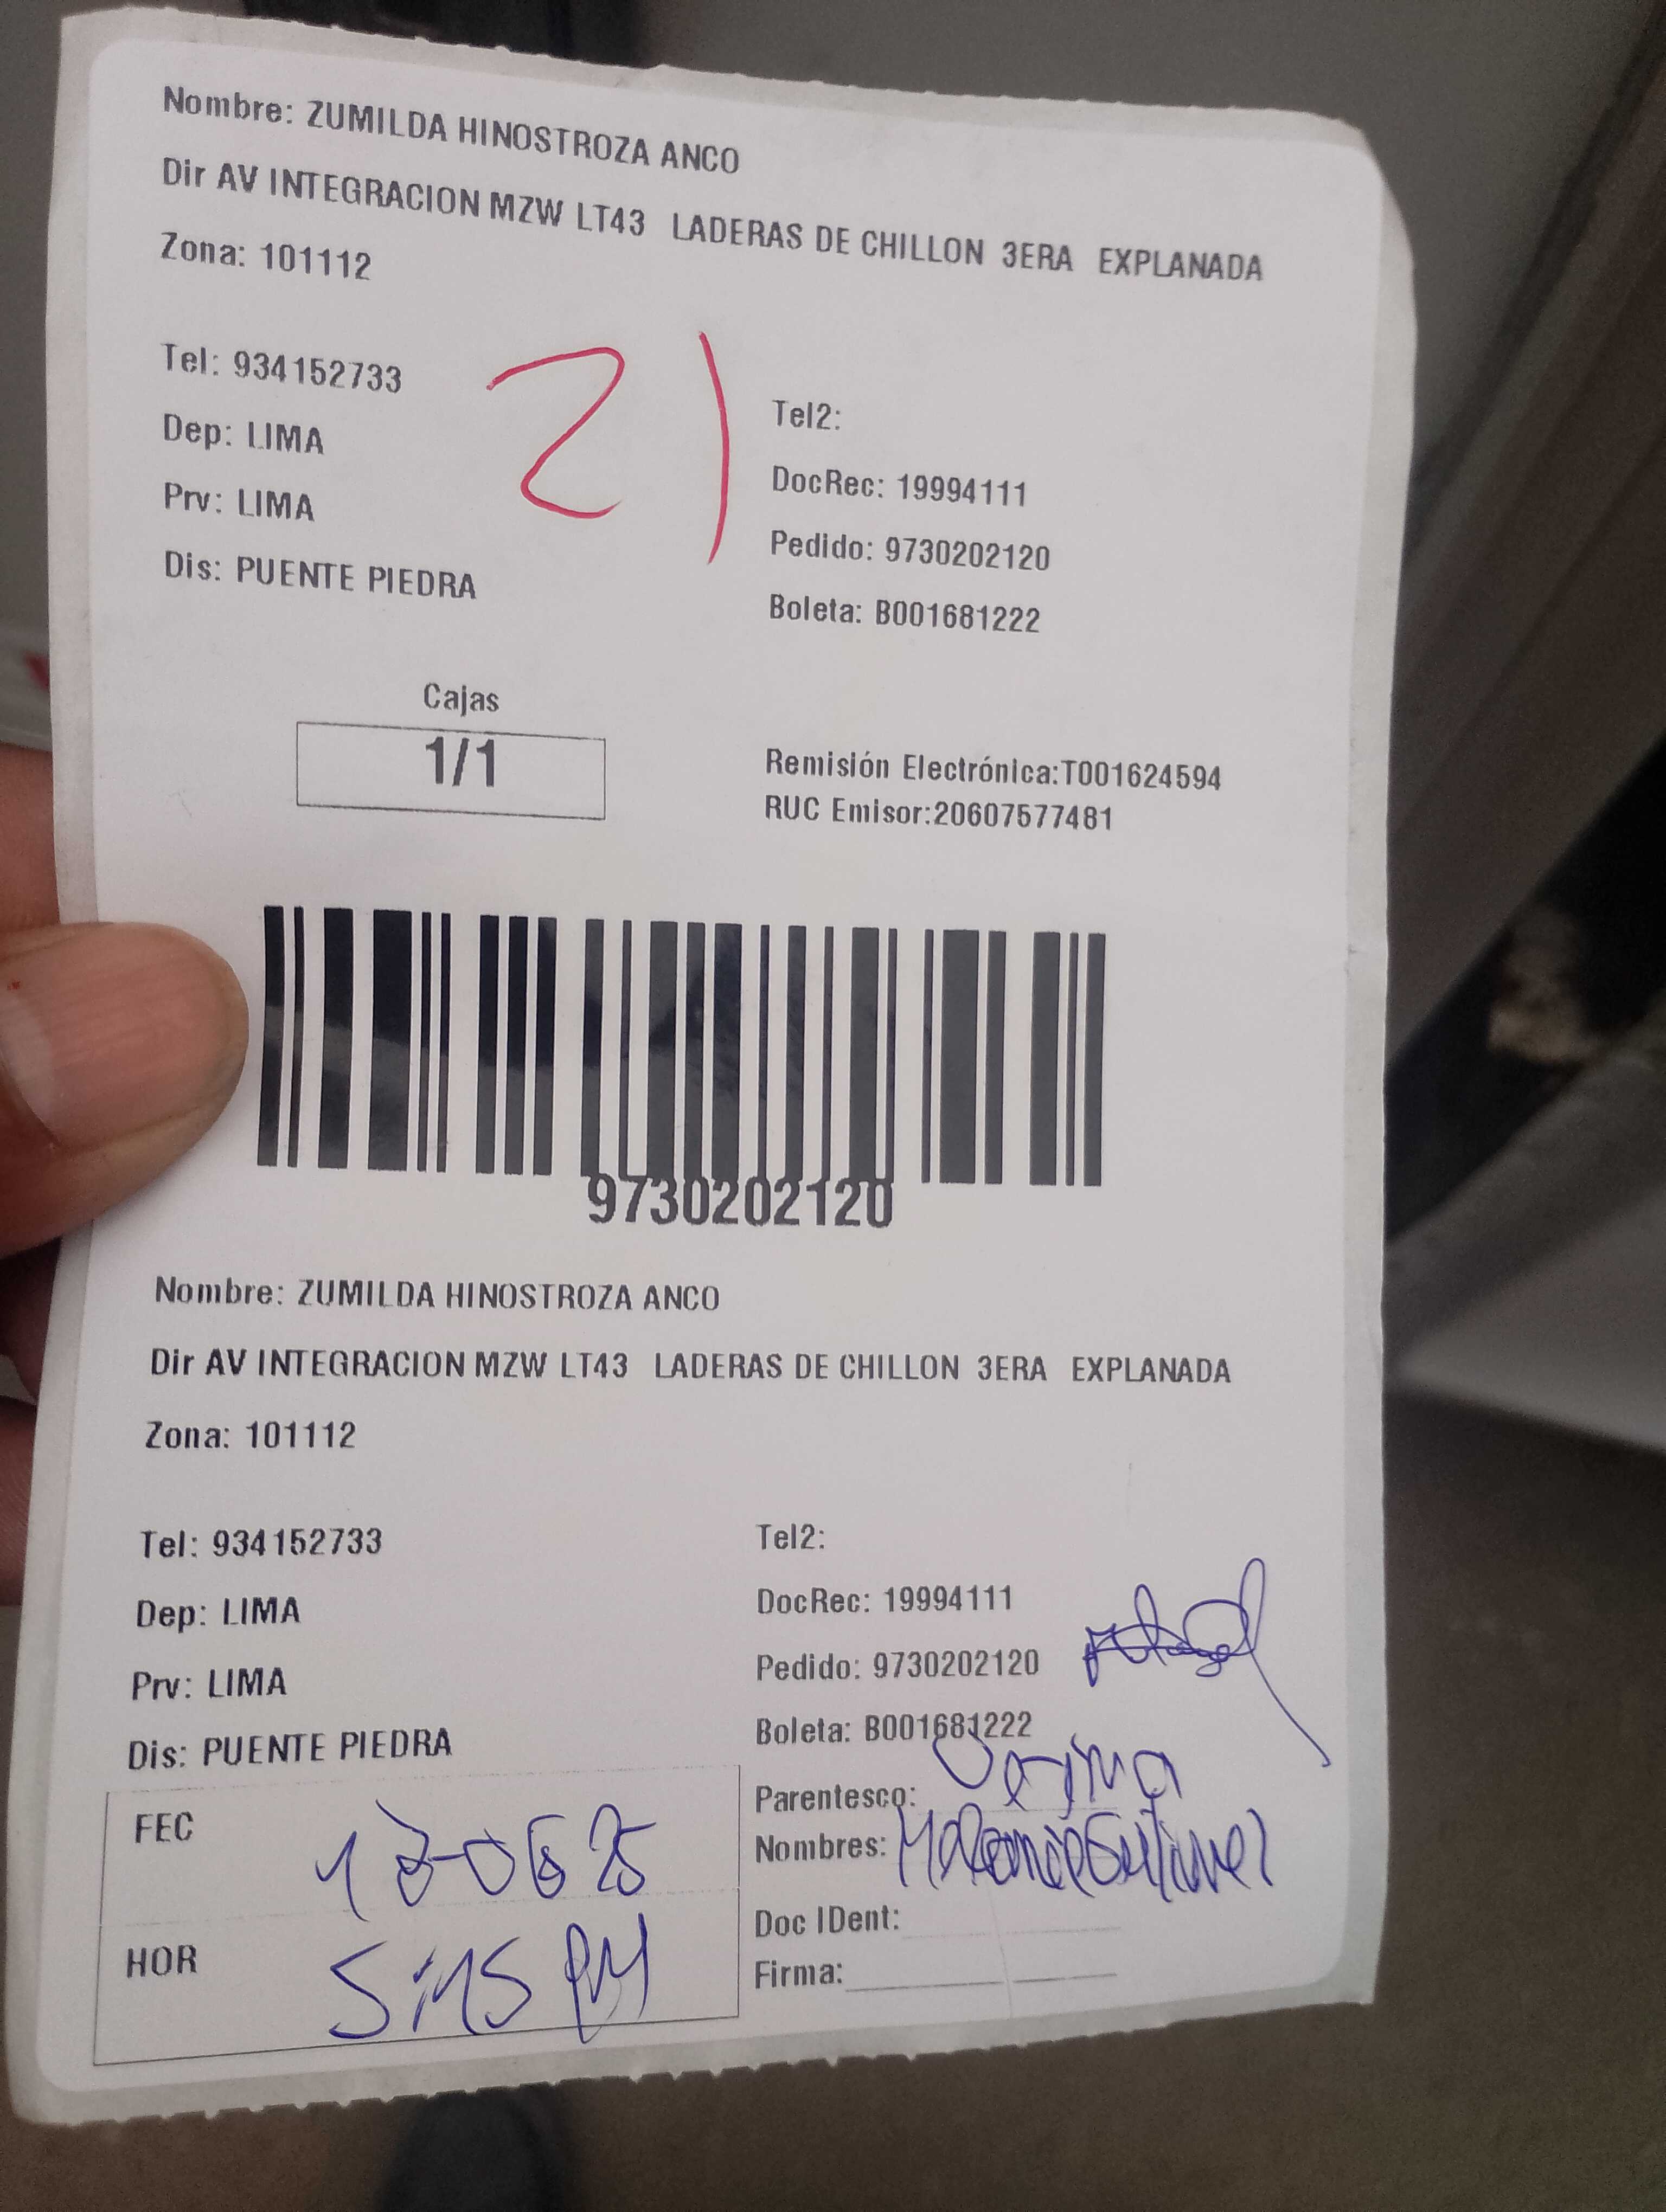 Nombre: ZUMILDA HINOSTROZA ANCO
Dir AV INTEGRACION MZW LT43 LADERAS DE CHILLON 3ERA EXPLANADA
Zona: 101112
21
Tel: 934152733
Tel2:
Dep: LIMA
DocRec: 19994111
Prv: LIMA
Pedido: 9730202120
Dis: PUENTE PIEDRA
Boleta: B001681222
Cajas
1/1
Remisión Electrónica:T001624594
RUC Emisor:20607577481
9730202120
Nombre: ZUMILDA HINOSTROZA ANCO
Dir AV INTEGRACION MZW LT43 LADERAS DE CHILLON 3ERA EXPLANADA
Zona: 101112
Tel: 934152733
Tel2:
Dep: LIMA
DocRec: 19994111
Prv: LIMA
Pedido: 9730202120
Dis: PUENTE PIEDRA
Boleta: B001681222
FEC
Parentesco:
Nombres:
HOR 5:15 PM
Doc IDent:
Firma: